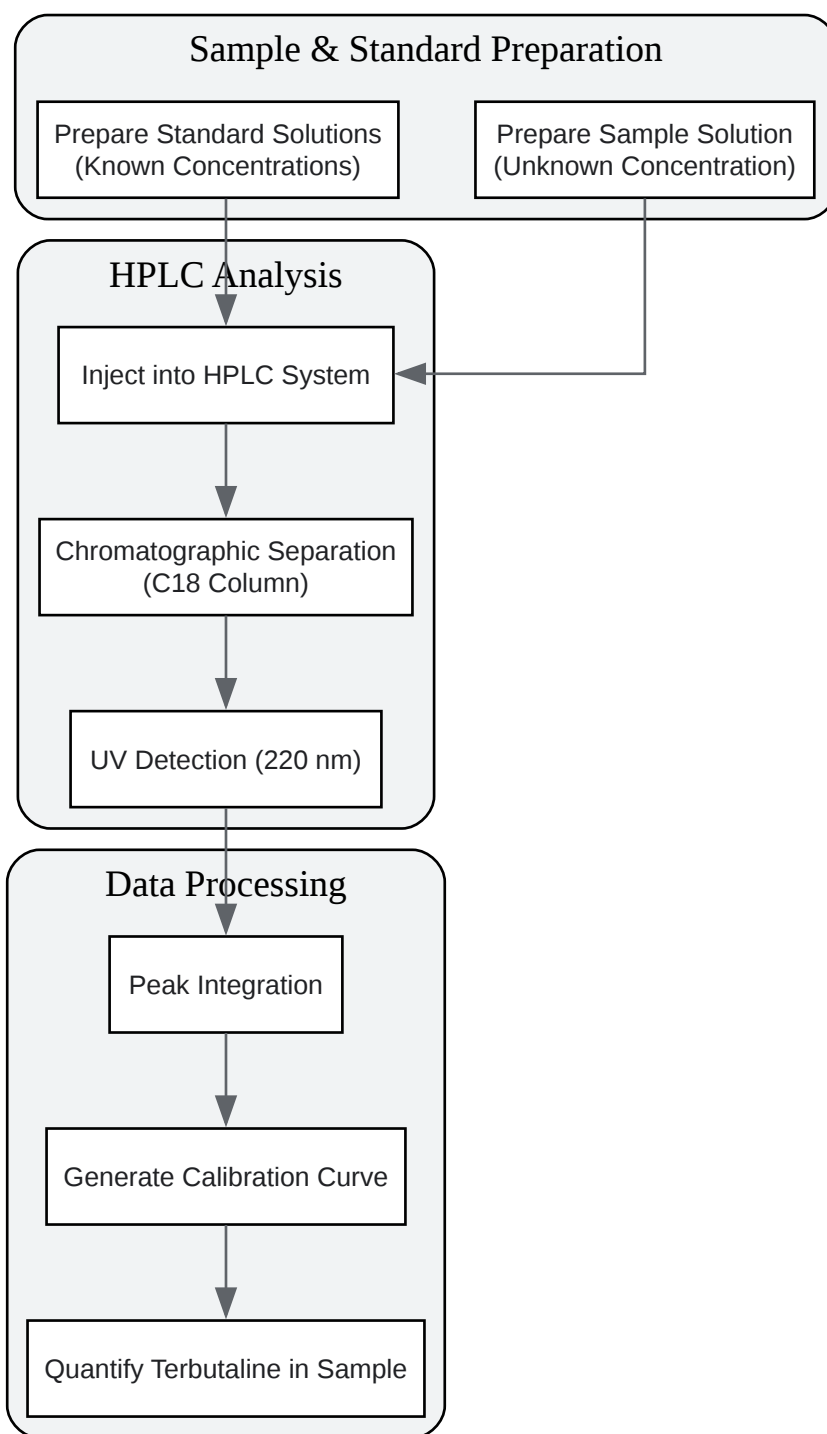 Sample & Standard Preparation
Prepare Standard Solutions
(Known Concentrations)
Prepare Sample Solution
(Unknown Concentration)
HPLC Analysis
Inject into HPLC System
Chromatographic Separation
(C18 Column)
UV Detection (220 nm)
Data Processing
Peak Integration
Generate Calibration Curve
Quantify Terbutaline in Sample